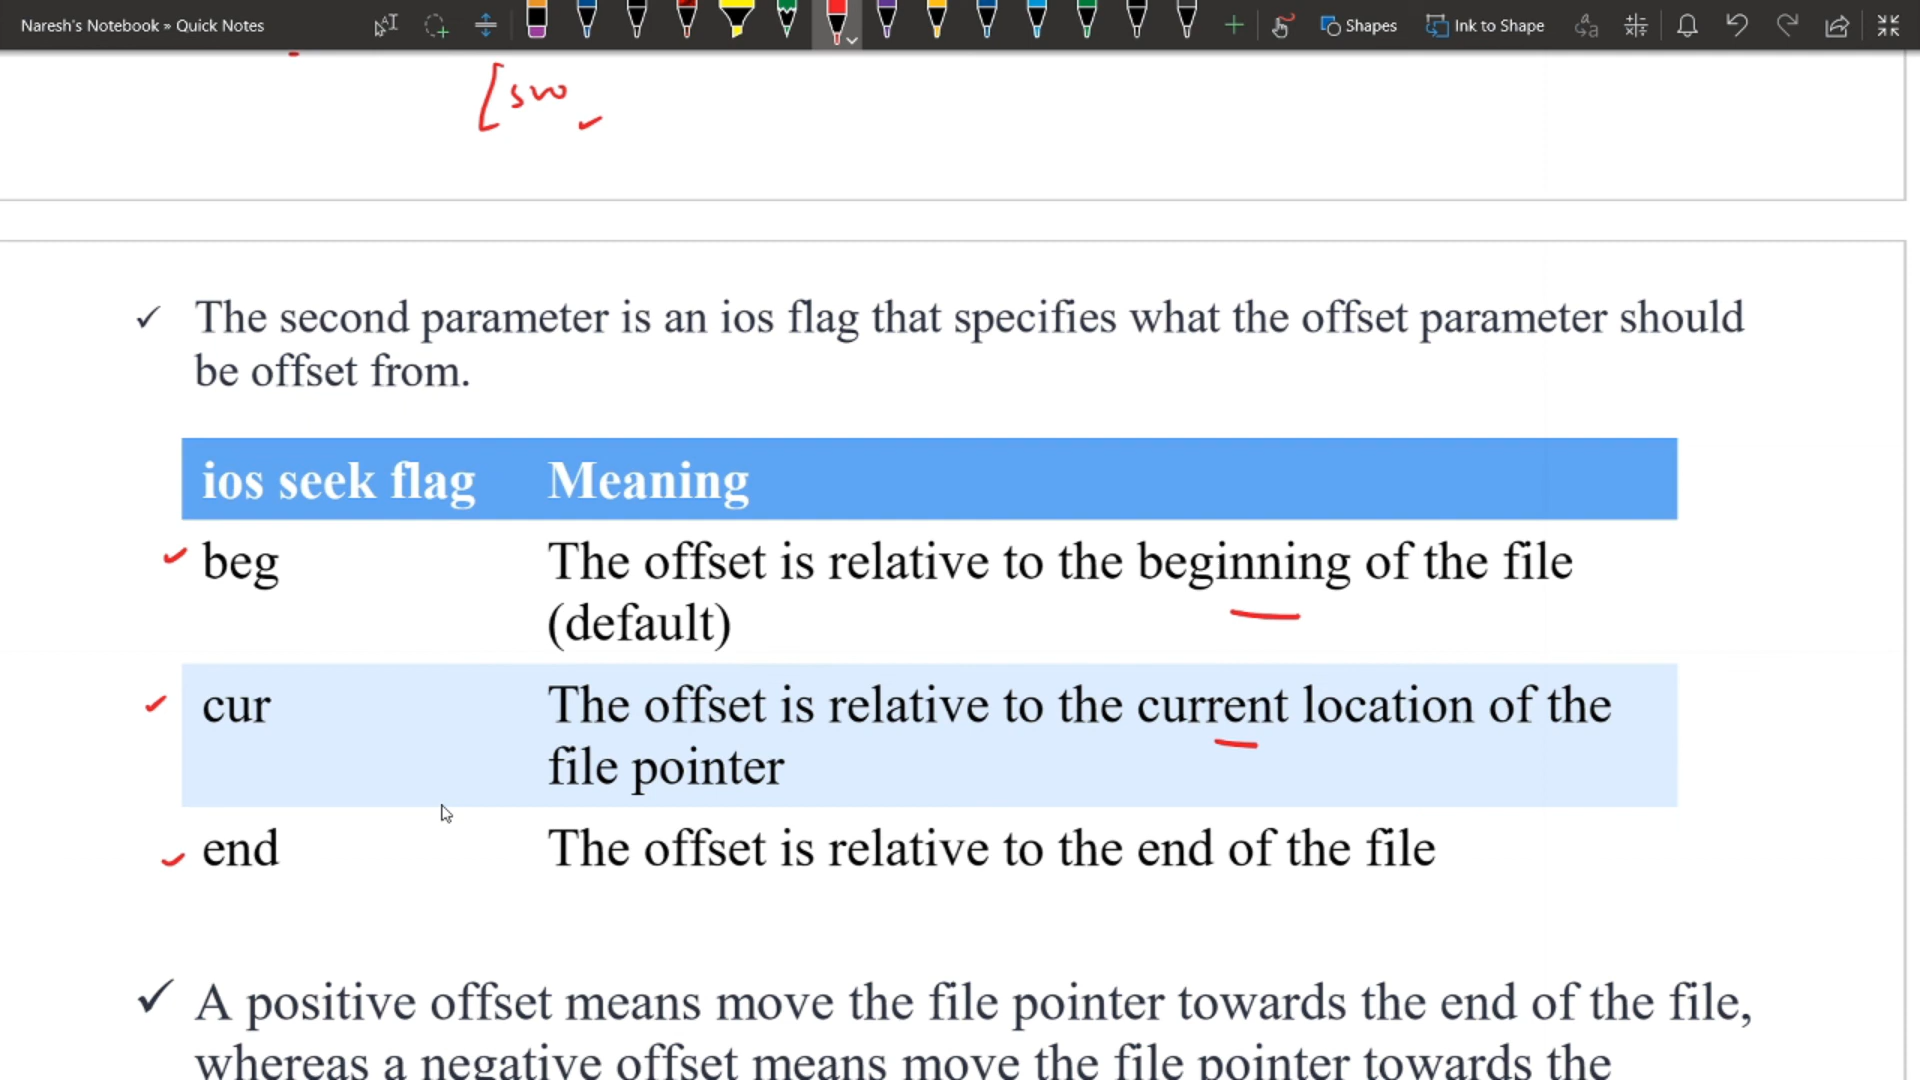 Naresh's Notebook » Quick Notes
Shapes
Ink to Shape
The second parameter is an ios flag that specifies what the offset parameter should
be offset from.
ios seek flag Meaning
beg The offset is relative to the beginning of the file
(default)
cur The offset is relative to the current location of the
file pointer
end The offset is relative to the end of the file
A positive offset means move the file pointer towards the end of the file,
whereas a negative offset means move the file pointer towards the